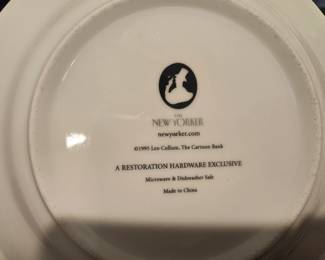 THE
NEW YORKER
newyorker.com
©1995 Leo Cullum, The Cartoon Bank
A RESTORATION HARDWARE EXCLUSIVE
Microwave & Dishwasher Safe
Made in China